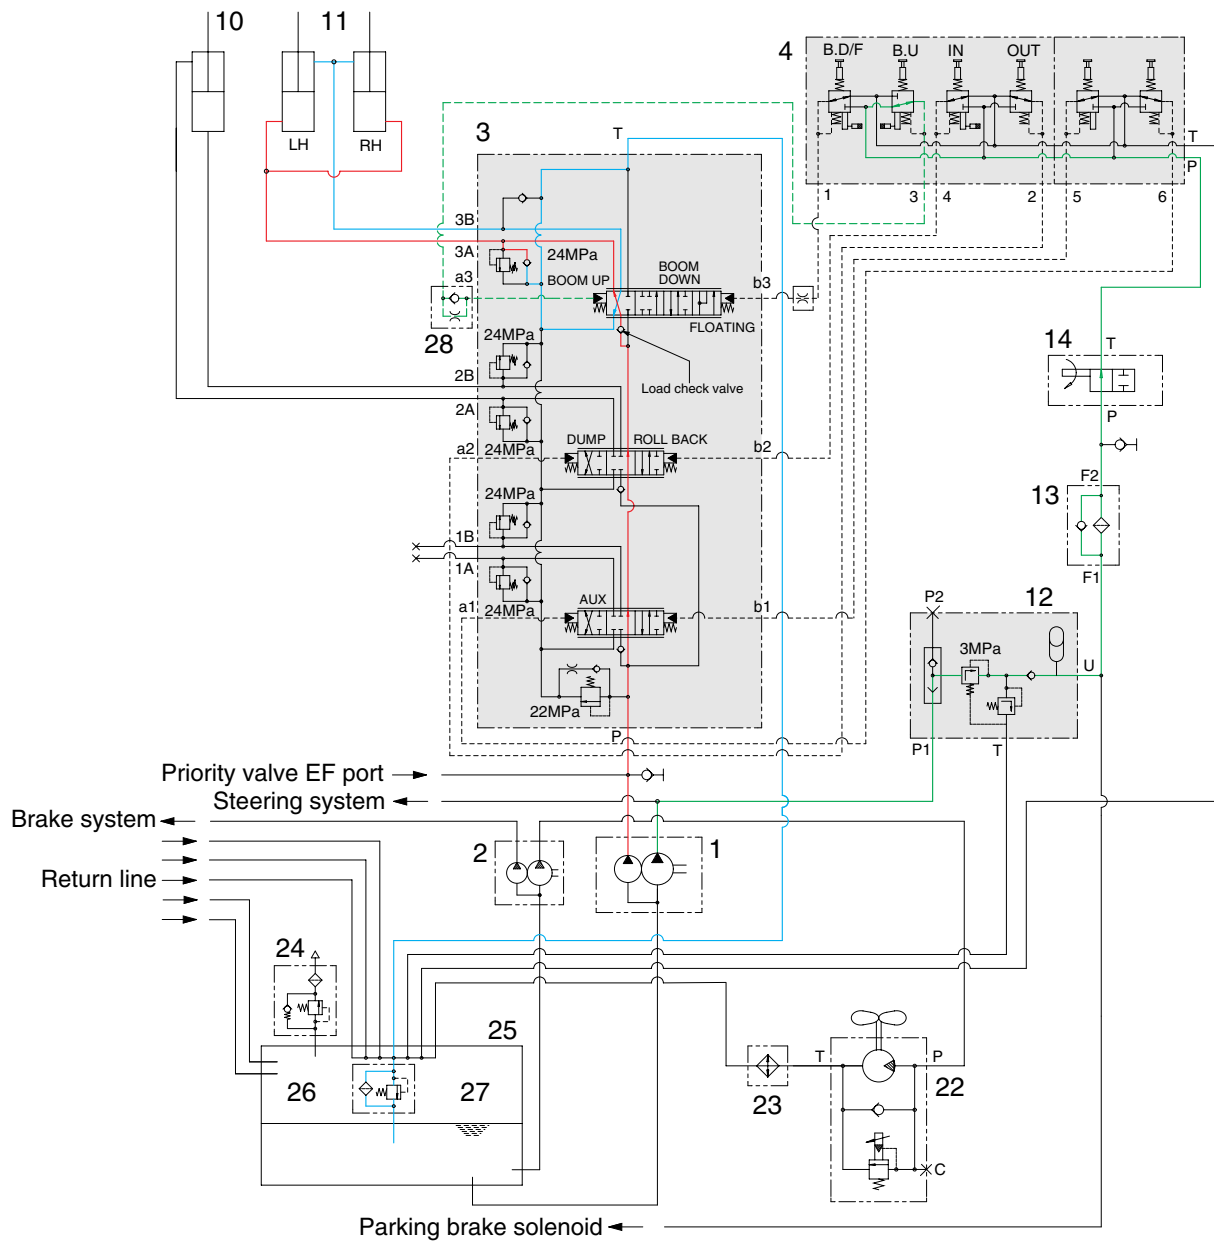 10
11
LH
RH
4
B.D/F
B.U
IN
OUT
T
P
1
3
4
2
5
6
3
T
3B
3A
24MPa
a3
BOOM UP
BOOM
DOWN
b3
FLOATING
28
24MPa
Load check valve
2B
2A
24MPa
a2
DUMP
ROLL BACK
b2
24MPa
1B
1A
24MPa
a1
AUX
b1
22MPa
P
14
T
P
13
F2
F1
P2
12
3MPa
U
P1
T
Priority valve EF port
Steering system
Brake system
2
1
Return line
24
25
26
27
23
T
P
22
C
Parking brake solenoid